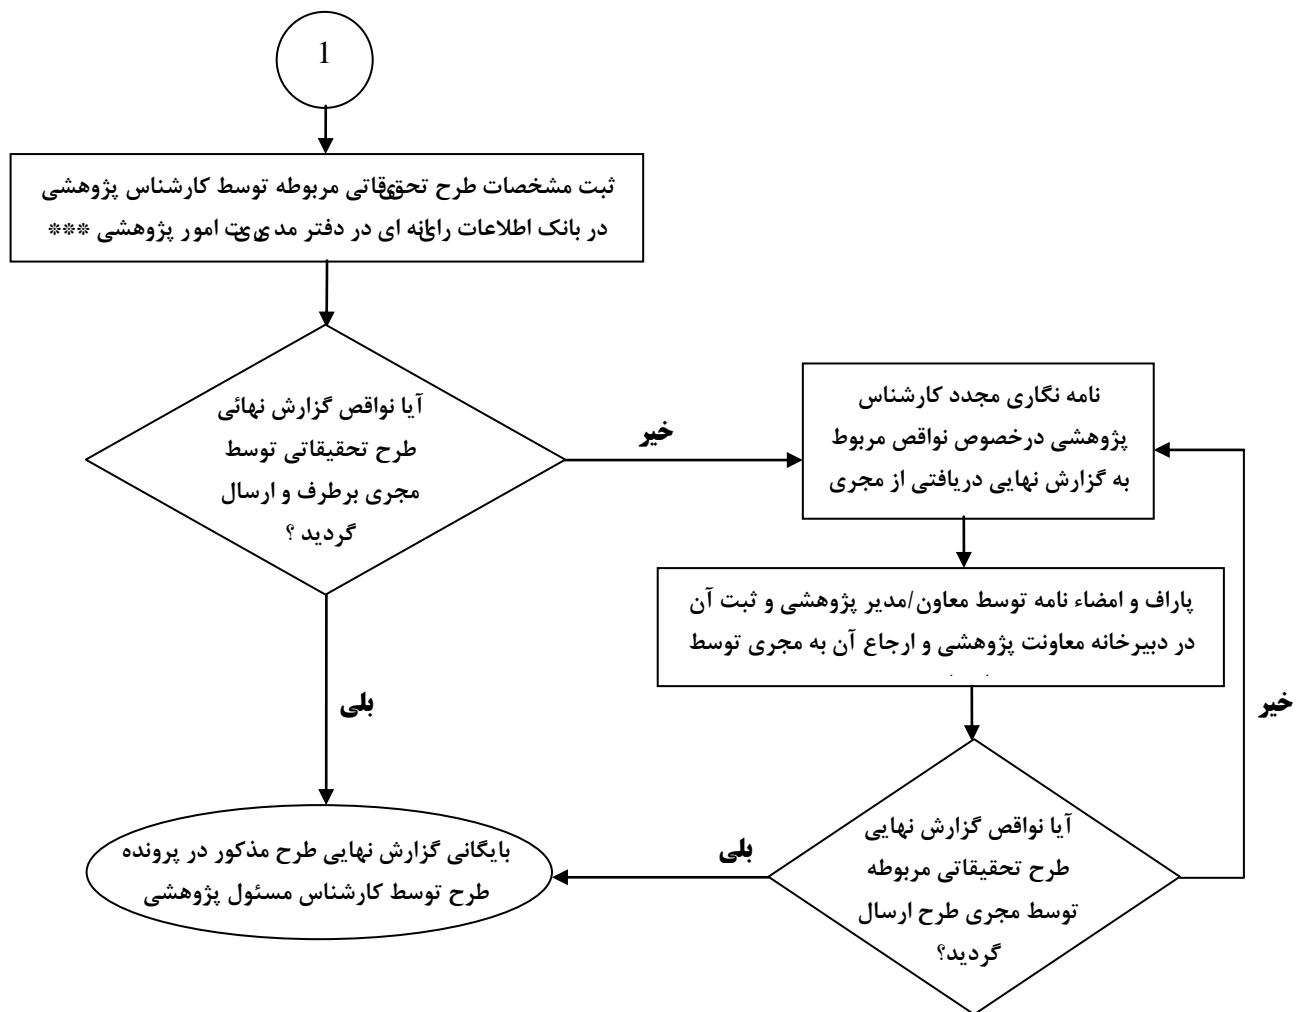 1
ثبت مشخصات طرح تحقیقاتی مربوطه توسط کارشناس پژوهشی
در بانک اطلاعات رایانه ای در دفتر مدیریت امور پژوهشی ***
آیا نواقص گزارش نهائی
طرح تحقیقاتی توسط
مجری برطرف و ارسال
گردید ؟
خیر
نامه نگاری مجدد کارشناس
پژوهشی درخصوص نواقص مربوط
به گزارش نهایی دریافتی از مجری
پاراف و امضاء نامه توسط معاون/مدیر پژوهشی و ثبت آن
در دبیرخانه معاونت پژوهشی و ارجاع آن به مجری توسط
بلی
خیر
آیا نواقص گزارش نهایی
طرح تحقیقاتی مربوطه
توسط مجری طرح ارسال
گردید؟
بلی
بایگانی گزارش نهایی طرح مذکور در پرونده
طرح توسط کارشناس مسئول پژوهشی